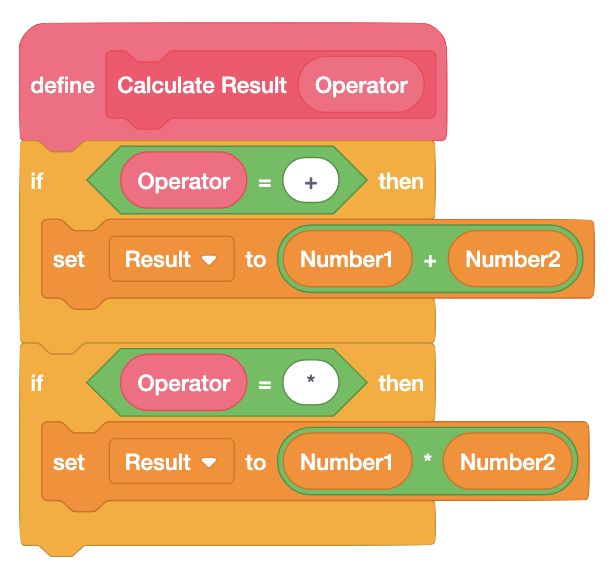 define Calculate Result Operator
if Operator = + then
set Result to Number1 + Number2
if Operator = * then
set Result to Number1 * Number2